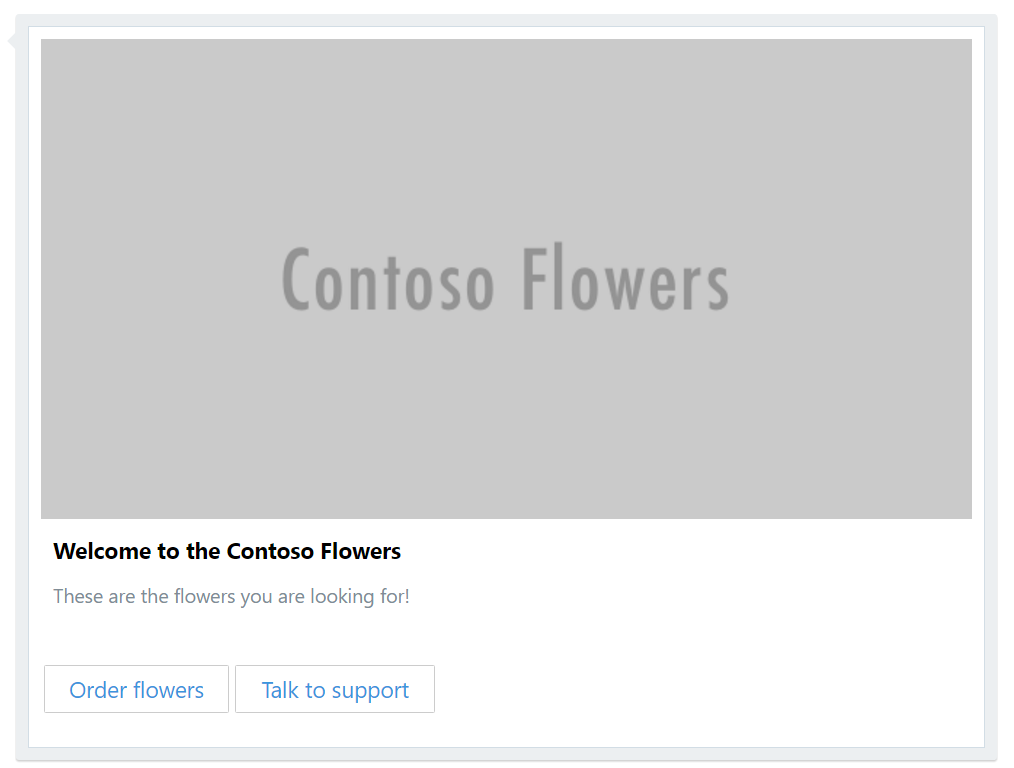 Contoso Flowers
Welcome to the Contoso Flowers
These are the flowers you are looking for!
Order flowers
Talk to support